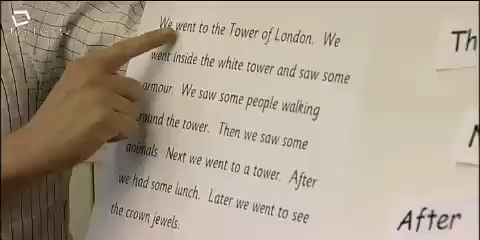 We went to the Tower of London. We
went inside the white tower and saw some
armour. We saw some people walking
round the tower. Then we saw some
animals. Next we went to a tower. After
we had some lunch. Later we went to see
the crown jewels.
Th
After